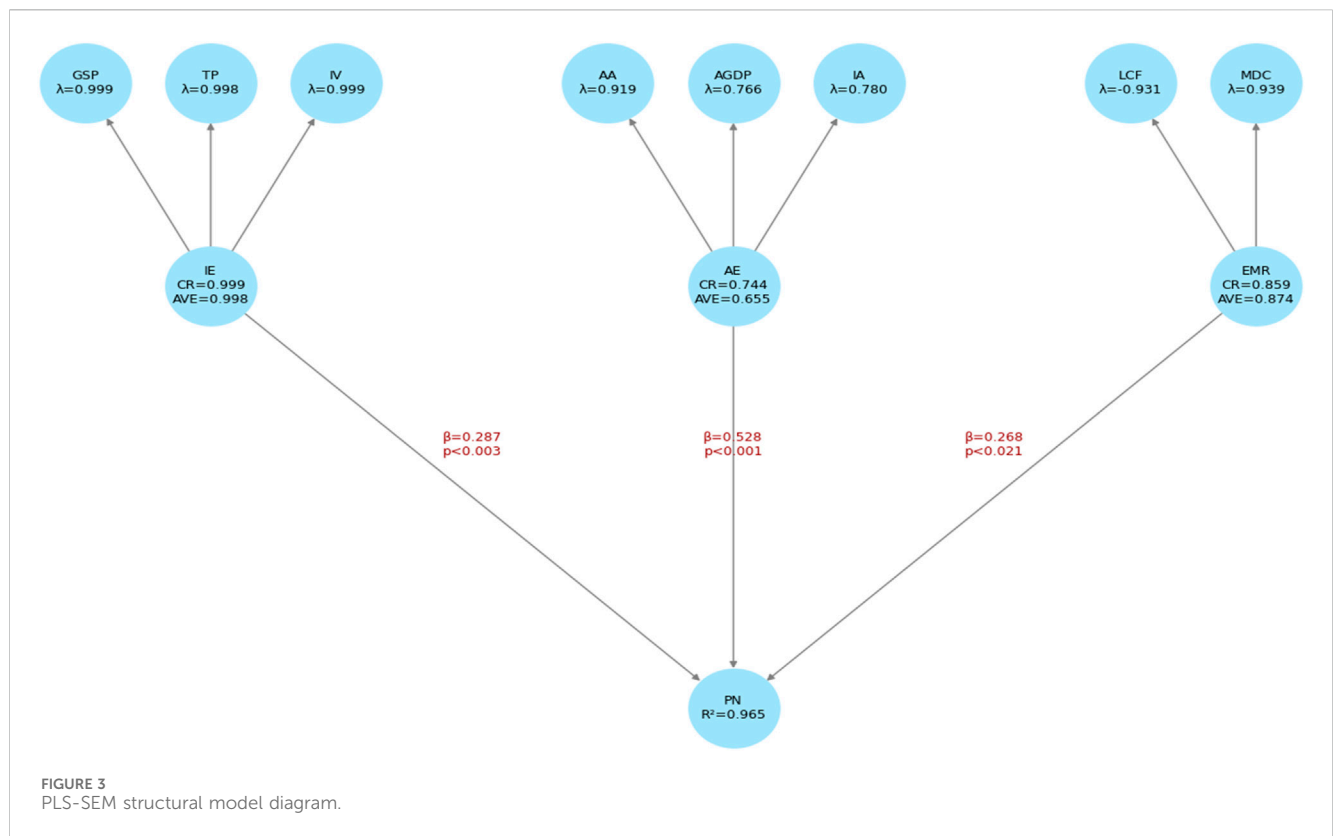 GSP
λ=0.999
TP
λ=0.998
IV
λ=0.999
AA
λ=0.919
AGDP
λ=0.766
IA
λ=0.780
LCF
λ=-0.931
MDC
λ=0.939
IE
CR=0.999
AVE=0.998
AE
CR=0.744
AVE=0.655
EMR
CR=0.859
AVE=0.874
β=0.287
p<0.003
β=0.528
p<0.001
β=0.268
p<0.021
PN
R²=0.965
FIGURE 3
PLS-SEM structural model diagram.